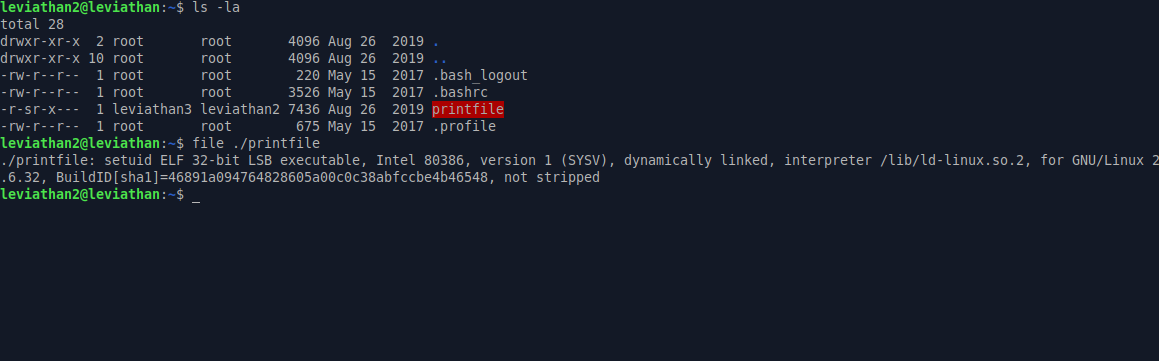 leviathan2@leviathan:~$ ls -la
total 28
drwxr-xr-x  2 root       root       4096 Aug 26  2019 .
drwxr-xr-x 10 root       root       4096 Aug 26  2019 ..
-rw-r--r--  1 root       root        220 May 15  2017 .bash_logout
-rw-r--r--  1 root       root       3526 May 15  2017 .bashrc
-r-sr-x---  1 leviathan3 leviathan2 7436 Aug 26  2019 printfile
-rw-r--r--  1 root       root        675 May 15  2017 .profile
leviathan2@leviathan:~$ file ./printfile
./printfile: setuid ELF 32-bit LSB executable, Intel 80386, version 1 (SYSV), dynamically linked, interpreter /lib/ld-linux.so.2, for GNU/Linux 2
.6.32, BuildID[sha1]=46891a094764828605a00c0c38abfccbe4b46548, not stripped
leviathan2@leviathan:~$ _